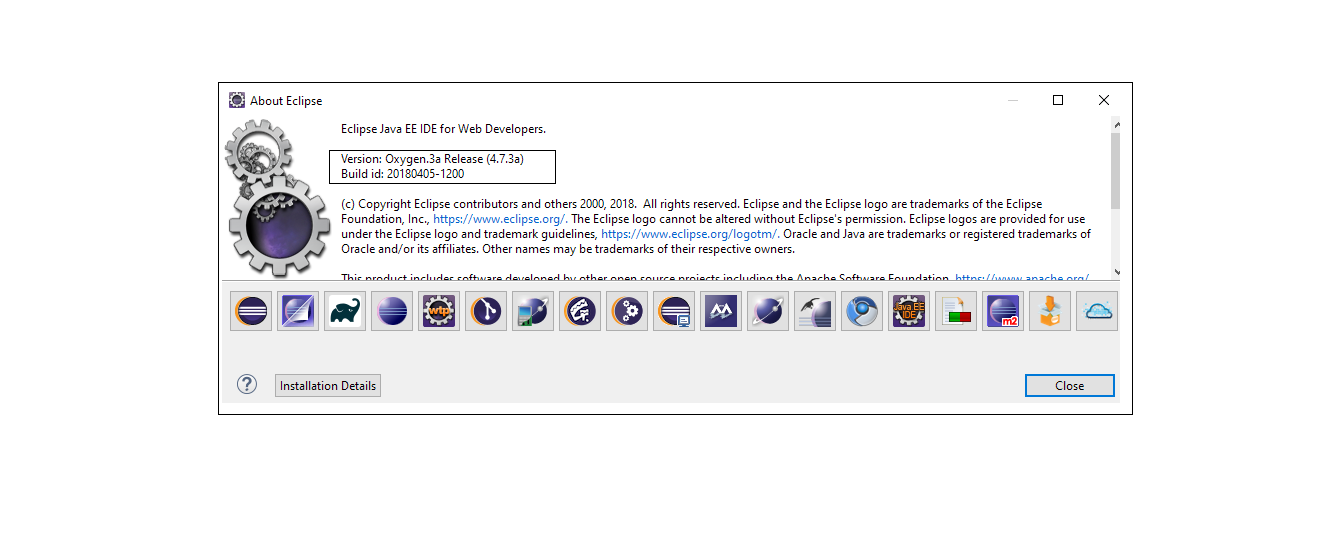 About Eclipse
Eclipse Java EE IDE for Web Developers.
Version: Oxygen.3a Release (4.7.3a)
Build id: 20180405-1200
(c) Copyright Eclipse contributors and others 2000, 2018.  All rights reserved. Eclipse and the Eclipse logo are trademarks of the Eclipse
Foundation, Inc., https://www.eclipse.org/. The Eclipse logo cannot be altered without Eclipse's permission. Eclipse logos are provided for use
under the Eclipse logo and trademark guidelines, https://www.eclipse.org/logotm/. Oracle and Java are trademarks or registered trademarks of
Oracle and/or its affiliates. Other names may be trademarks of their respective owners.
This product includes software developed by other open source projects including the Apache Software Foundation, https://www.apache.org/
wtp
Java EE
IDE
m2
? Installation Details
Close